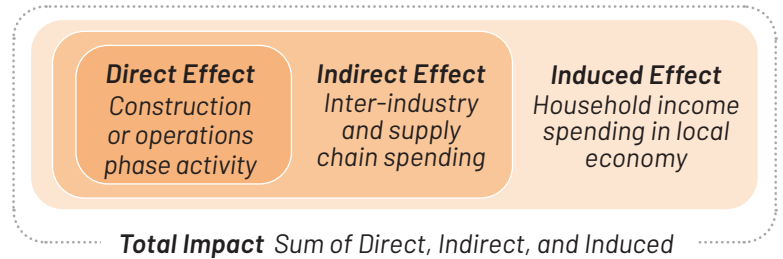 Direct Effect
Construction
or operations
phase activity
Indirect Effect
Inter-industry
and supply
chain spending
Induced Effect
Household income
spending in local
economy
Total Impact Sum of Direct, Indirect, and Induced